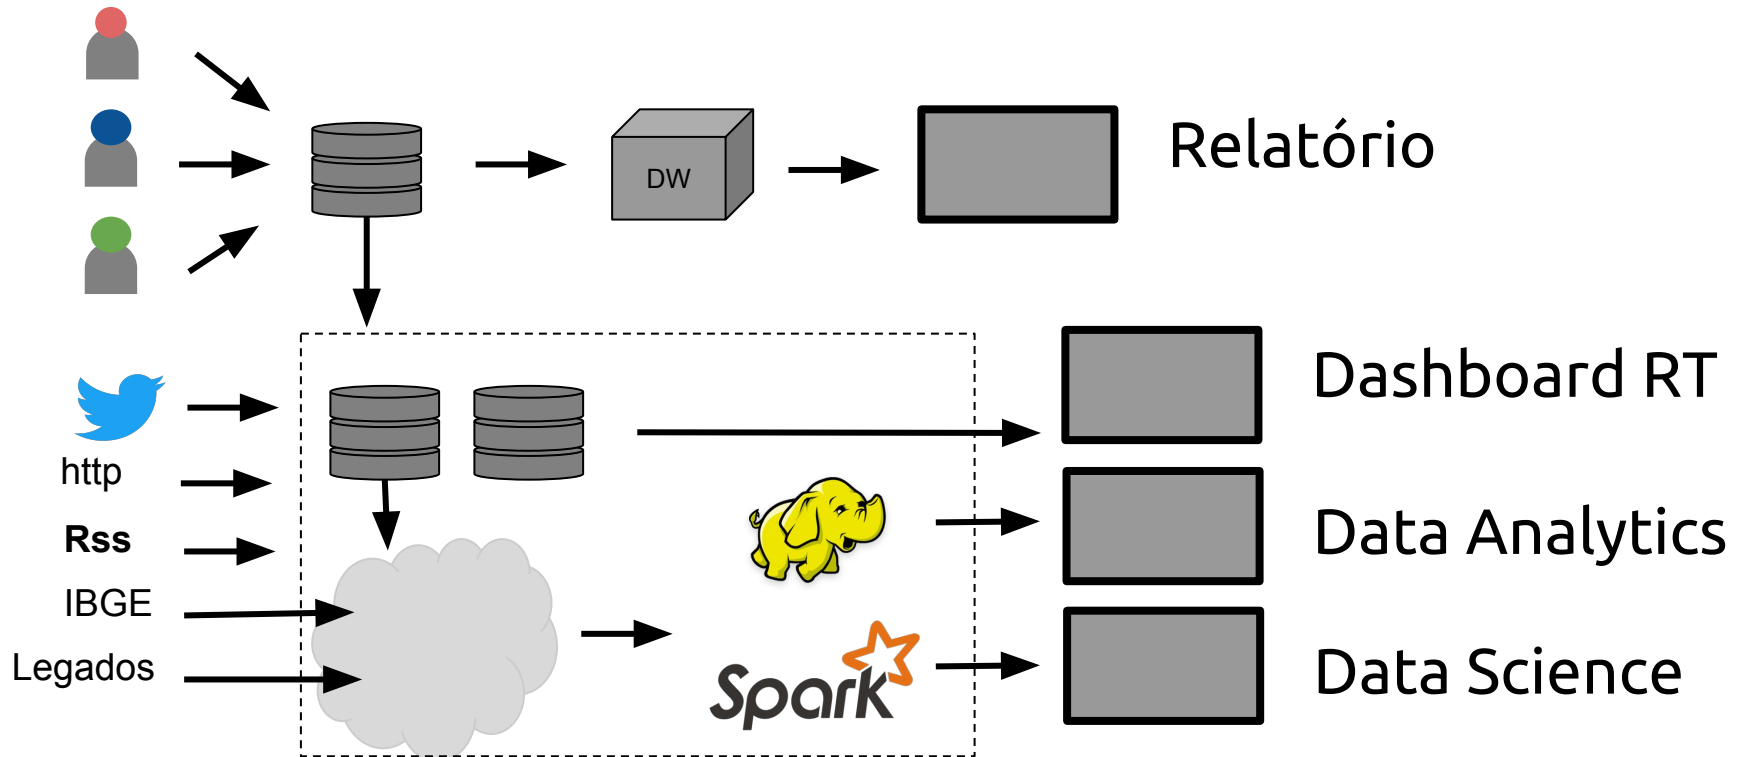 DW
Relatório
Dashboard RT
http
Rss
Data Analytics
IBGE
Legados
Spark
Data Science